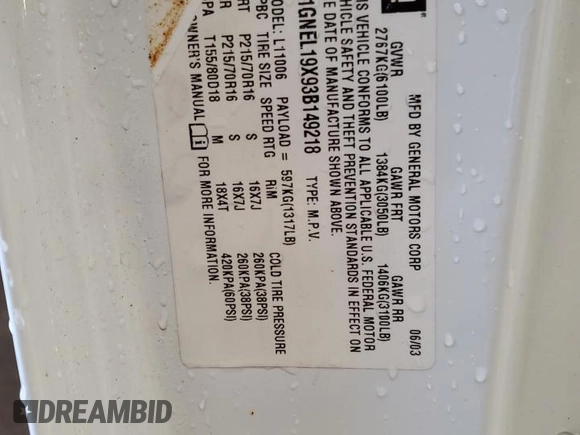 MFD BY GENERAL MOTORS CORP 06/03
GVWR GAWR FRT GAWR RR
2767KG(6100LB) 1384KG(3050LB) 1406KG(3100LB)
VEHICLE CONFORMS TO ALL APPLICABLE U.S. FEDERAL MOTOR
VEHICLE SAFETY AND THEFT PREVENTION STANDARDS IN EFFECT ON
DATE OF MANUFACTURE SHOWN ABOVE.
1GNEL19X93B149218 TYPE: M.P.V.
MODEL: L11006 PAYLOAD = 597KG(1317LB)
TIRE SIZE SPEED RTG RIM COLD TIRE PRESSURE
P215/70R16 S 16X7J 260KPA(38PSI)
P215/70R16 S 16X7J 260KPA(38PSI)
T155/80D18 M 18X4T 420KPA(60PSI)
MANUAL FOR MORE INFORMATION.
DREAMBID